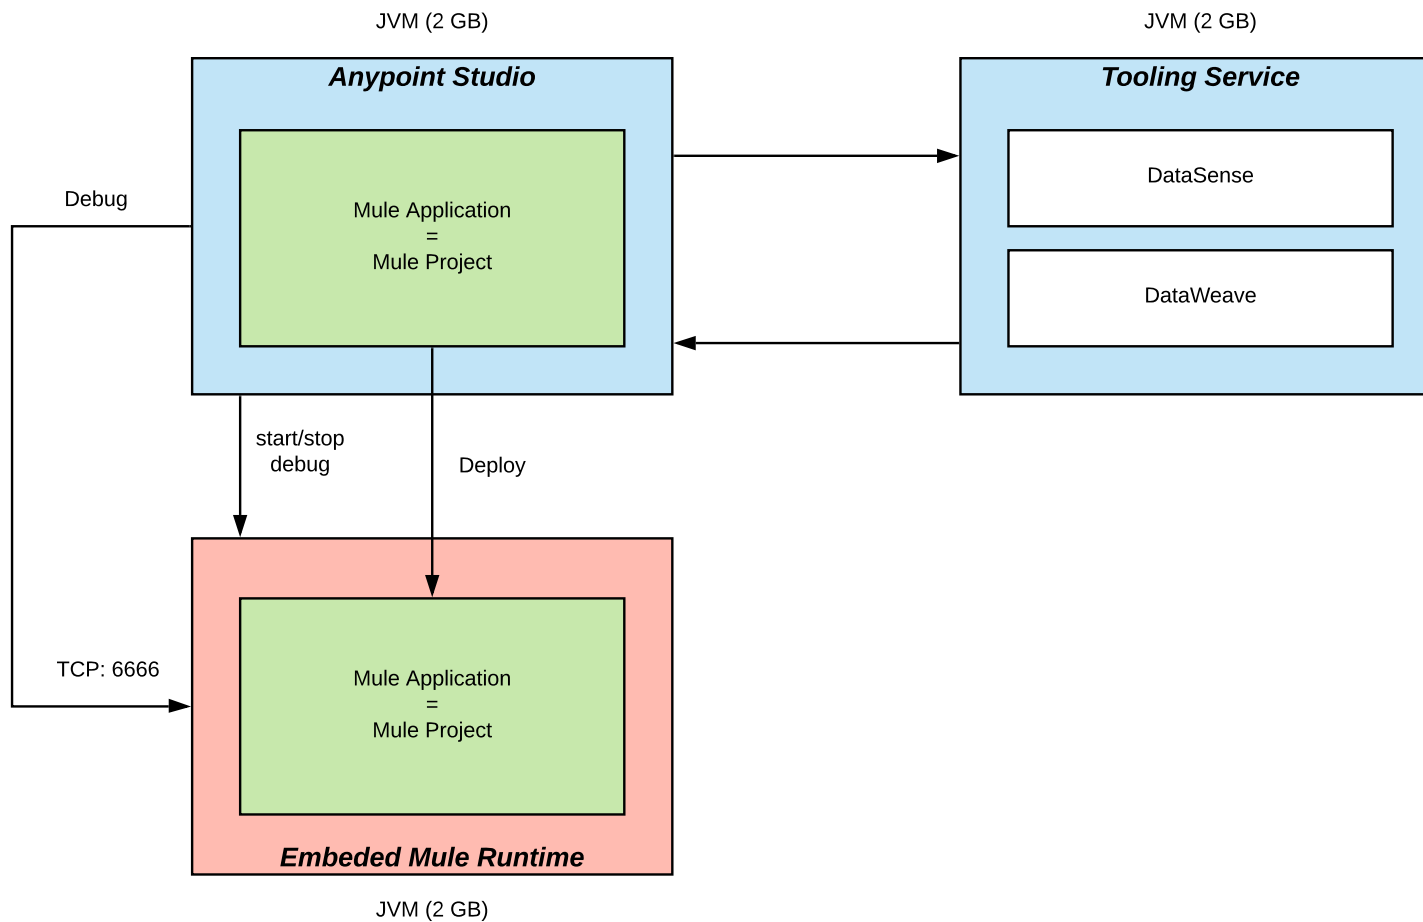 JVM (2 GB)
JVM (2 GB)
Anypoint Studio
Tooling Service
Mule Application
=
Mule Project
DataSense
DataWeave
Debug
start/stop
debug
Deploy
TCP: 6666
Mule Application
=
Mule Project
Embeded Mule Runtime
JVM (2 GB)